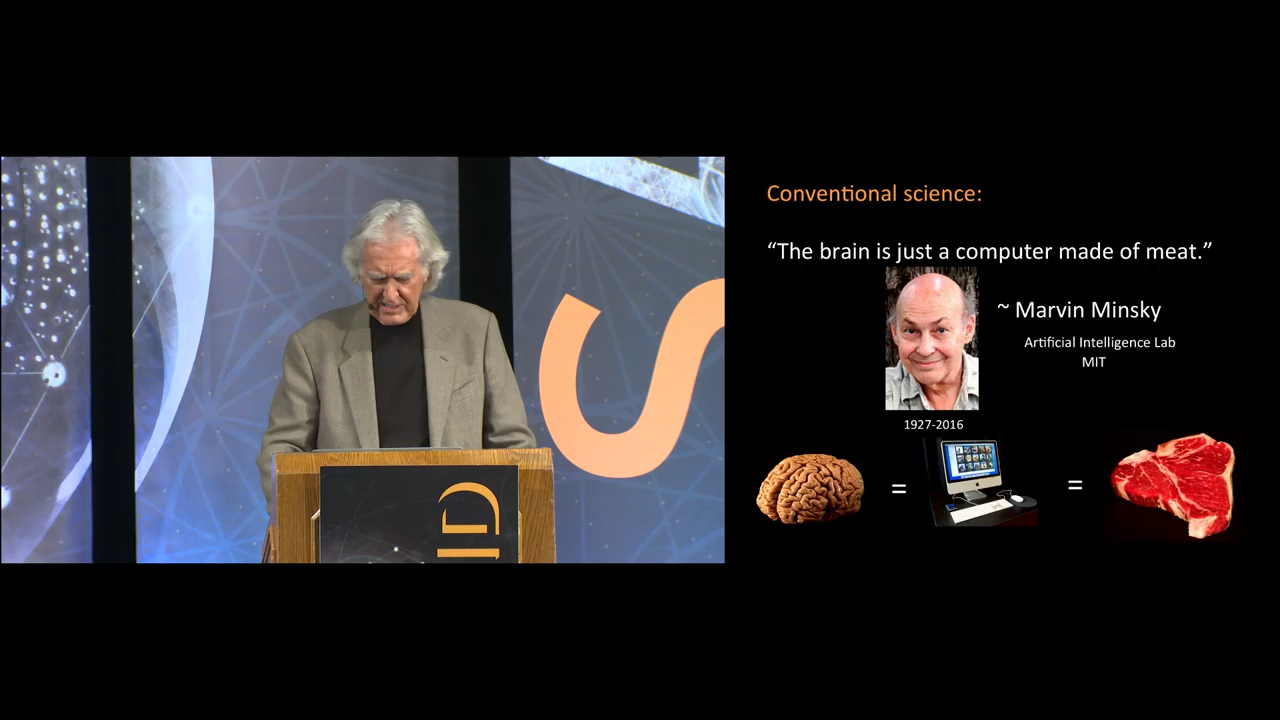 Conventional science:
“The brain is just a computer made of meat.”
~ Marvin Minsky
Artificial Intelligence Lab
MIT
1927-2016
= =